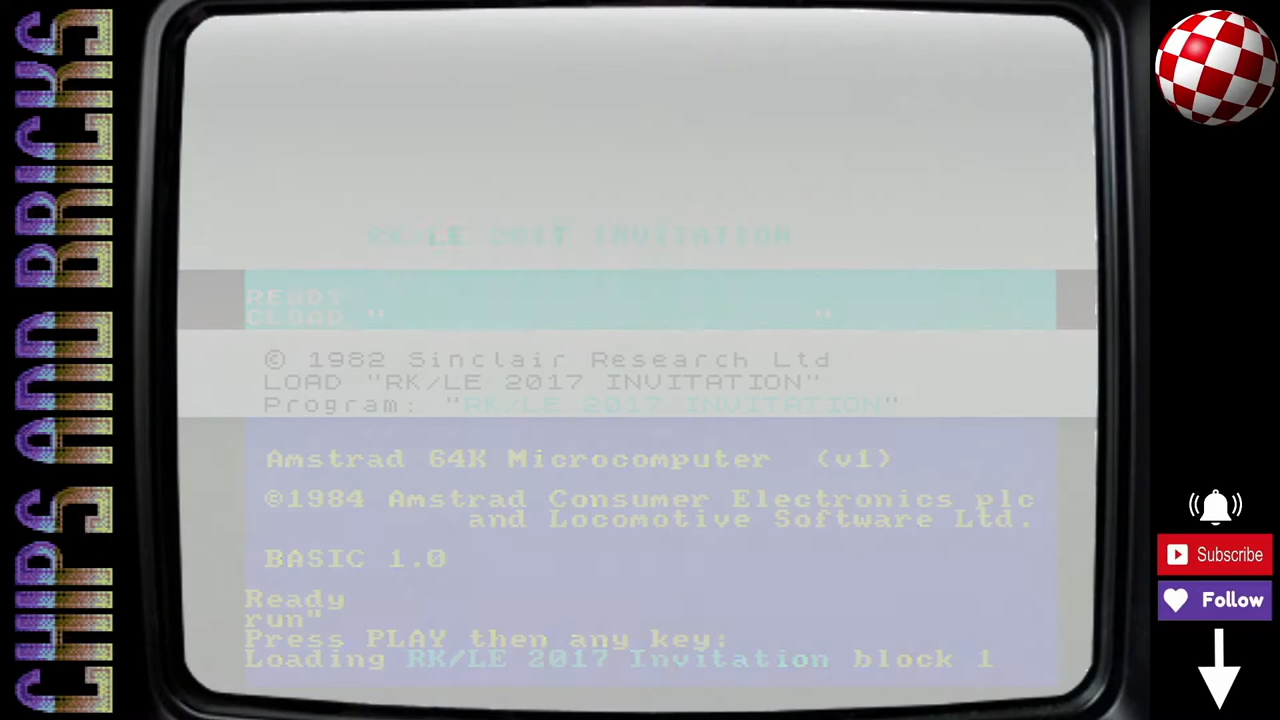 CHIPS AND BRICKS
RK/LE 2017 INVITATION
READY
CLOAD "                    "
© 1982 Sinclair Research Ltd
LOAD "RK/LE 2017 INVITATION"
Program: "RK/LE 2017 INVITATION"
Amstrad 64K Microcomputer (v1)
©1984 Amstrad Consumer Electronics plc
and Locomotive Software Ltd.
BASIC 1.0
Ready
run"
Press PLAY then any key:
Loading RK/LE 2017 Invitation block 1
Subscribe
Follow